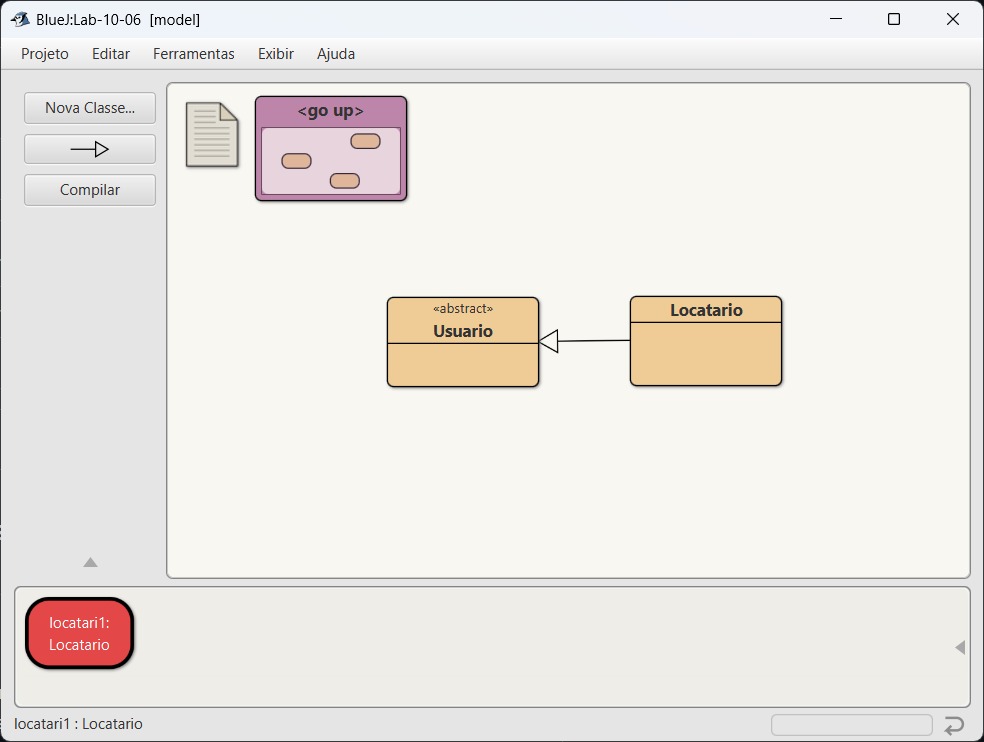 BlueJ:Lab-10-06  [model]
Projeto Editar Ferramentas Exibir Ajuda
Nova Classe...
Compilar
<go up>
«abstract»
Usuario
Locatario
locatari1:
Locatario
locatari1 : Locatario